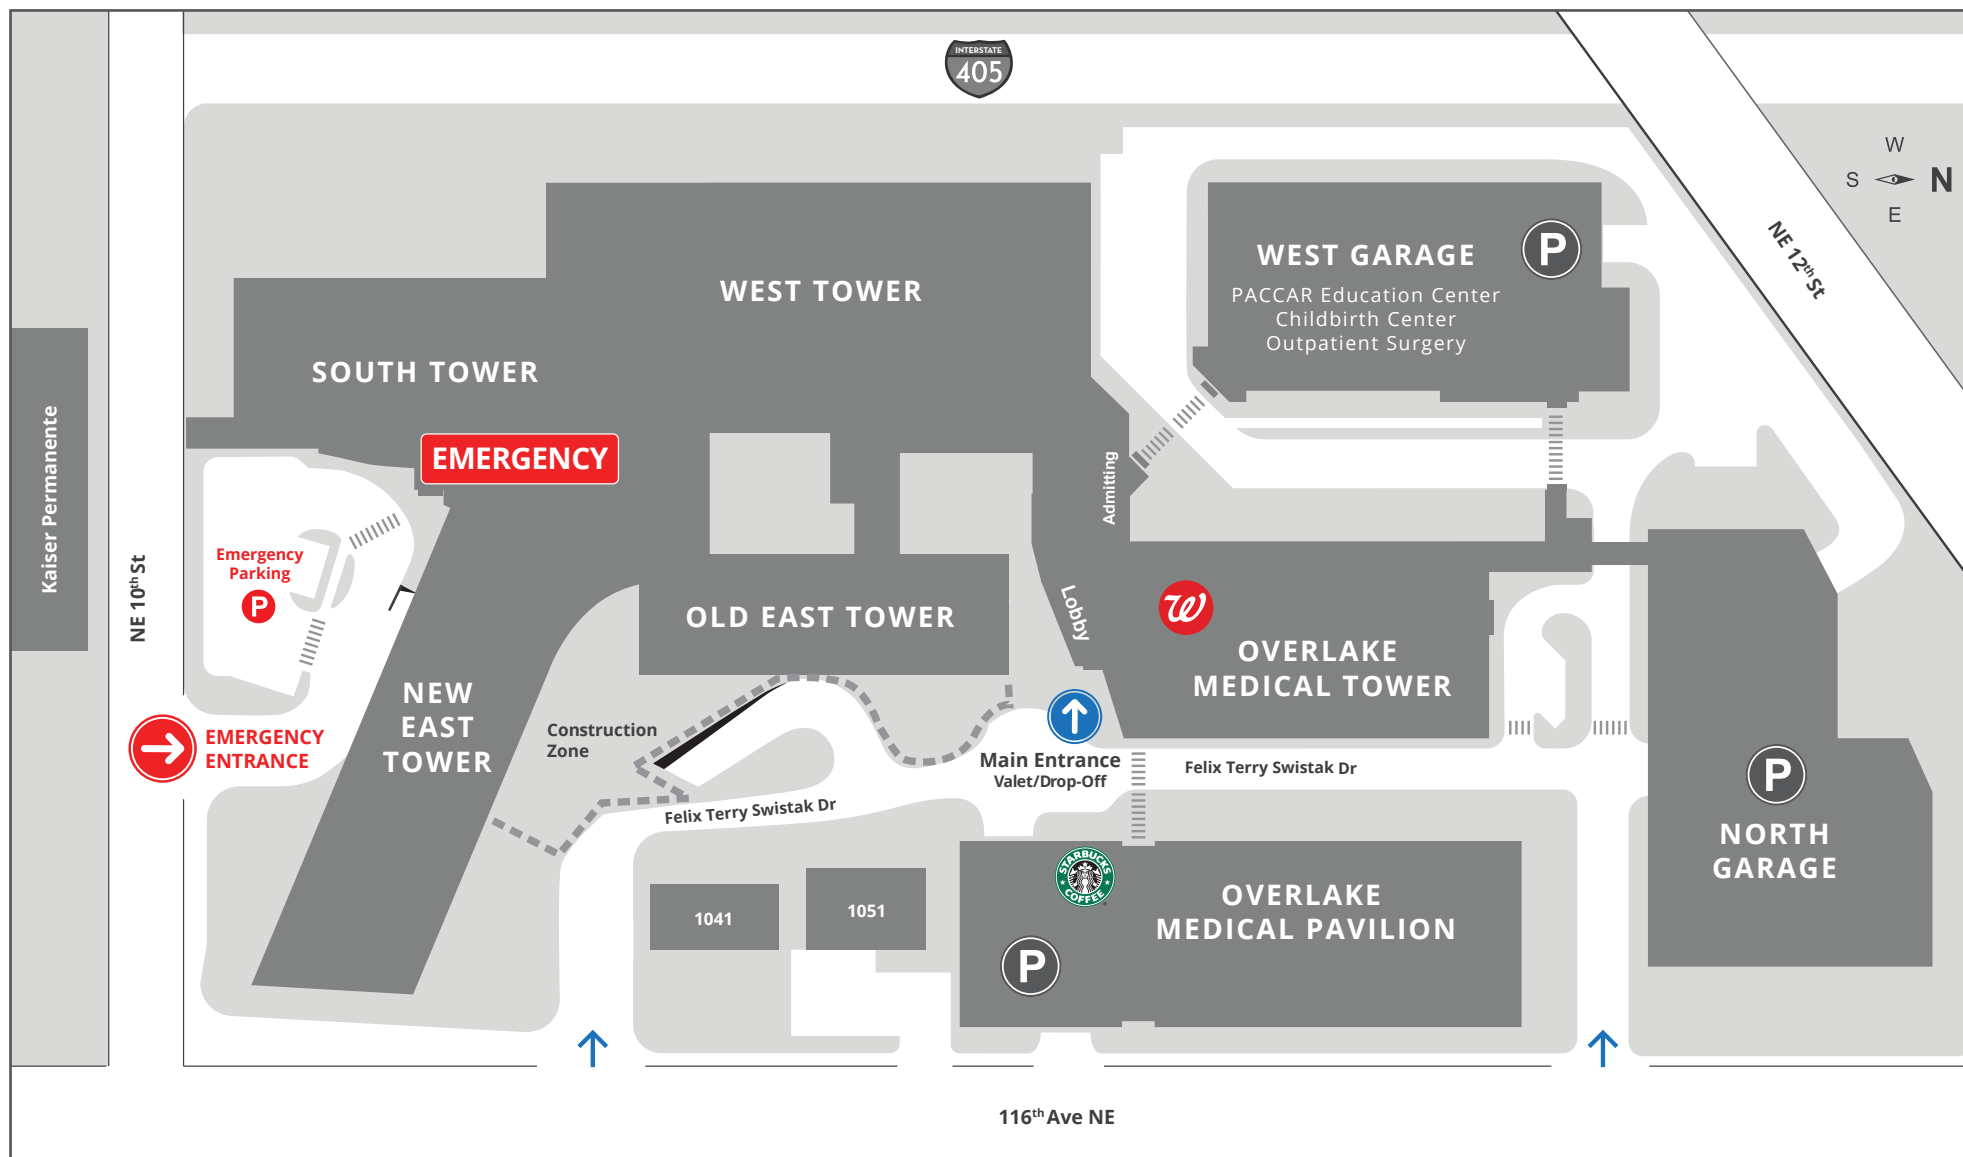 INTERSTATE
405
W
S
N
E
NE 12th St
WEST GARAGE
P
PACCAR Education Center
Childbirth Center
Outpatient Surgery
WEST TOWER
SOUTH TOWER
EMERGENCY
Kaiser Permanente
NE 10th St
Emergency
Parking
P
Admitting
Lobby
OLD EAST TOWER
W
OVERLAKE
MEDICAL TOWER
NEW
EAST
TOWER
EMERGENCY
ENTRANCE
Construction
Zone
Main Entrance
Valet/Drop-Off
Felix Terry Swistak Dr
Felix Terry Swistak Dr
P
NORTH
GARAGE
1041
1051
STARBUCKS
COFFEE
OVERLAKE
MEDICAL PAVILION
P
116th Ave NE